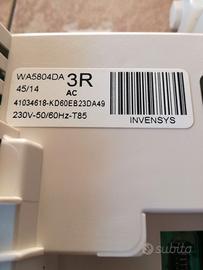 WA5804DA 3R
45/14 AC
41034618-KD60EB23DA49
230V-50/60Hz-T85
INVENSYS
subito